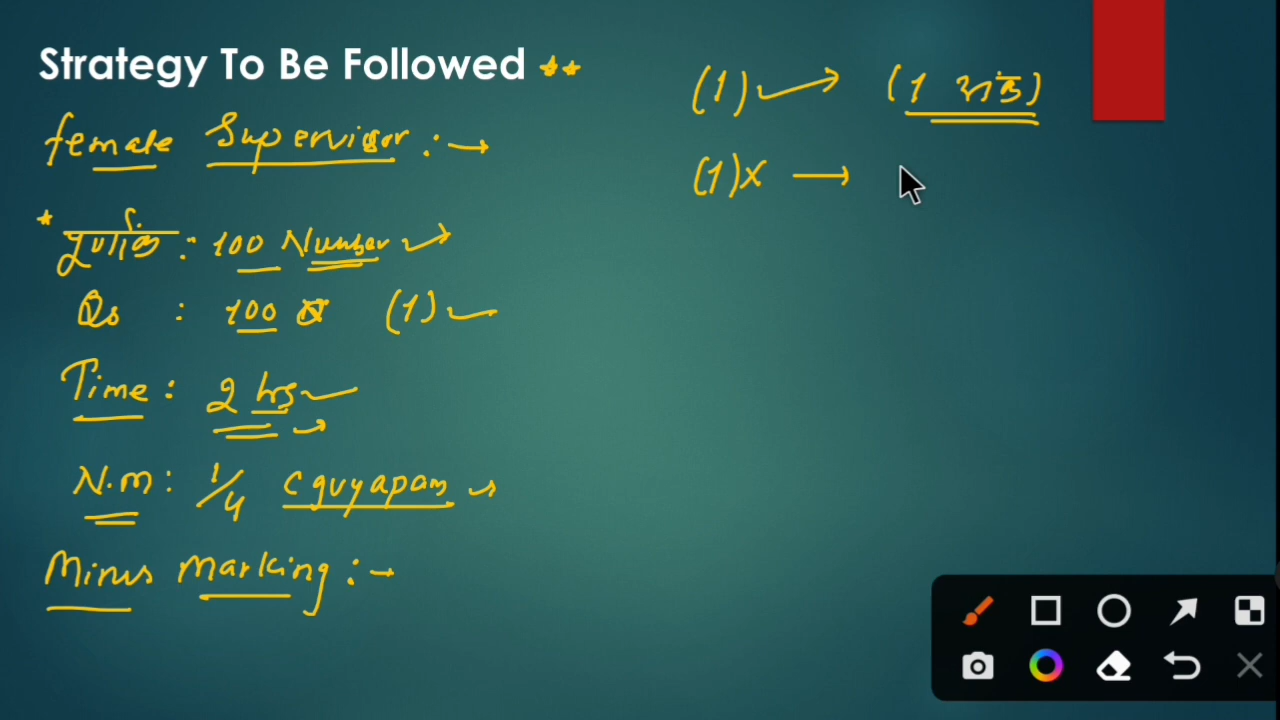 Strategy To Be Followed **
female Supervisor :→
: 100 Number
Qs : 100 (1)
Time : 2 hrs
N.m : 1/4 cgvyapam
Minus marking :→
(1) → (1 अंक)
(1)x →